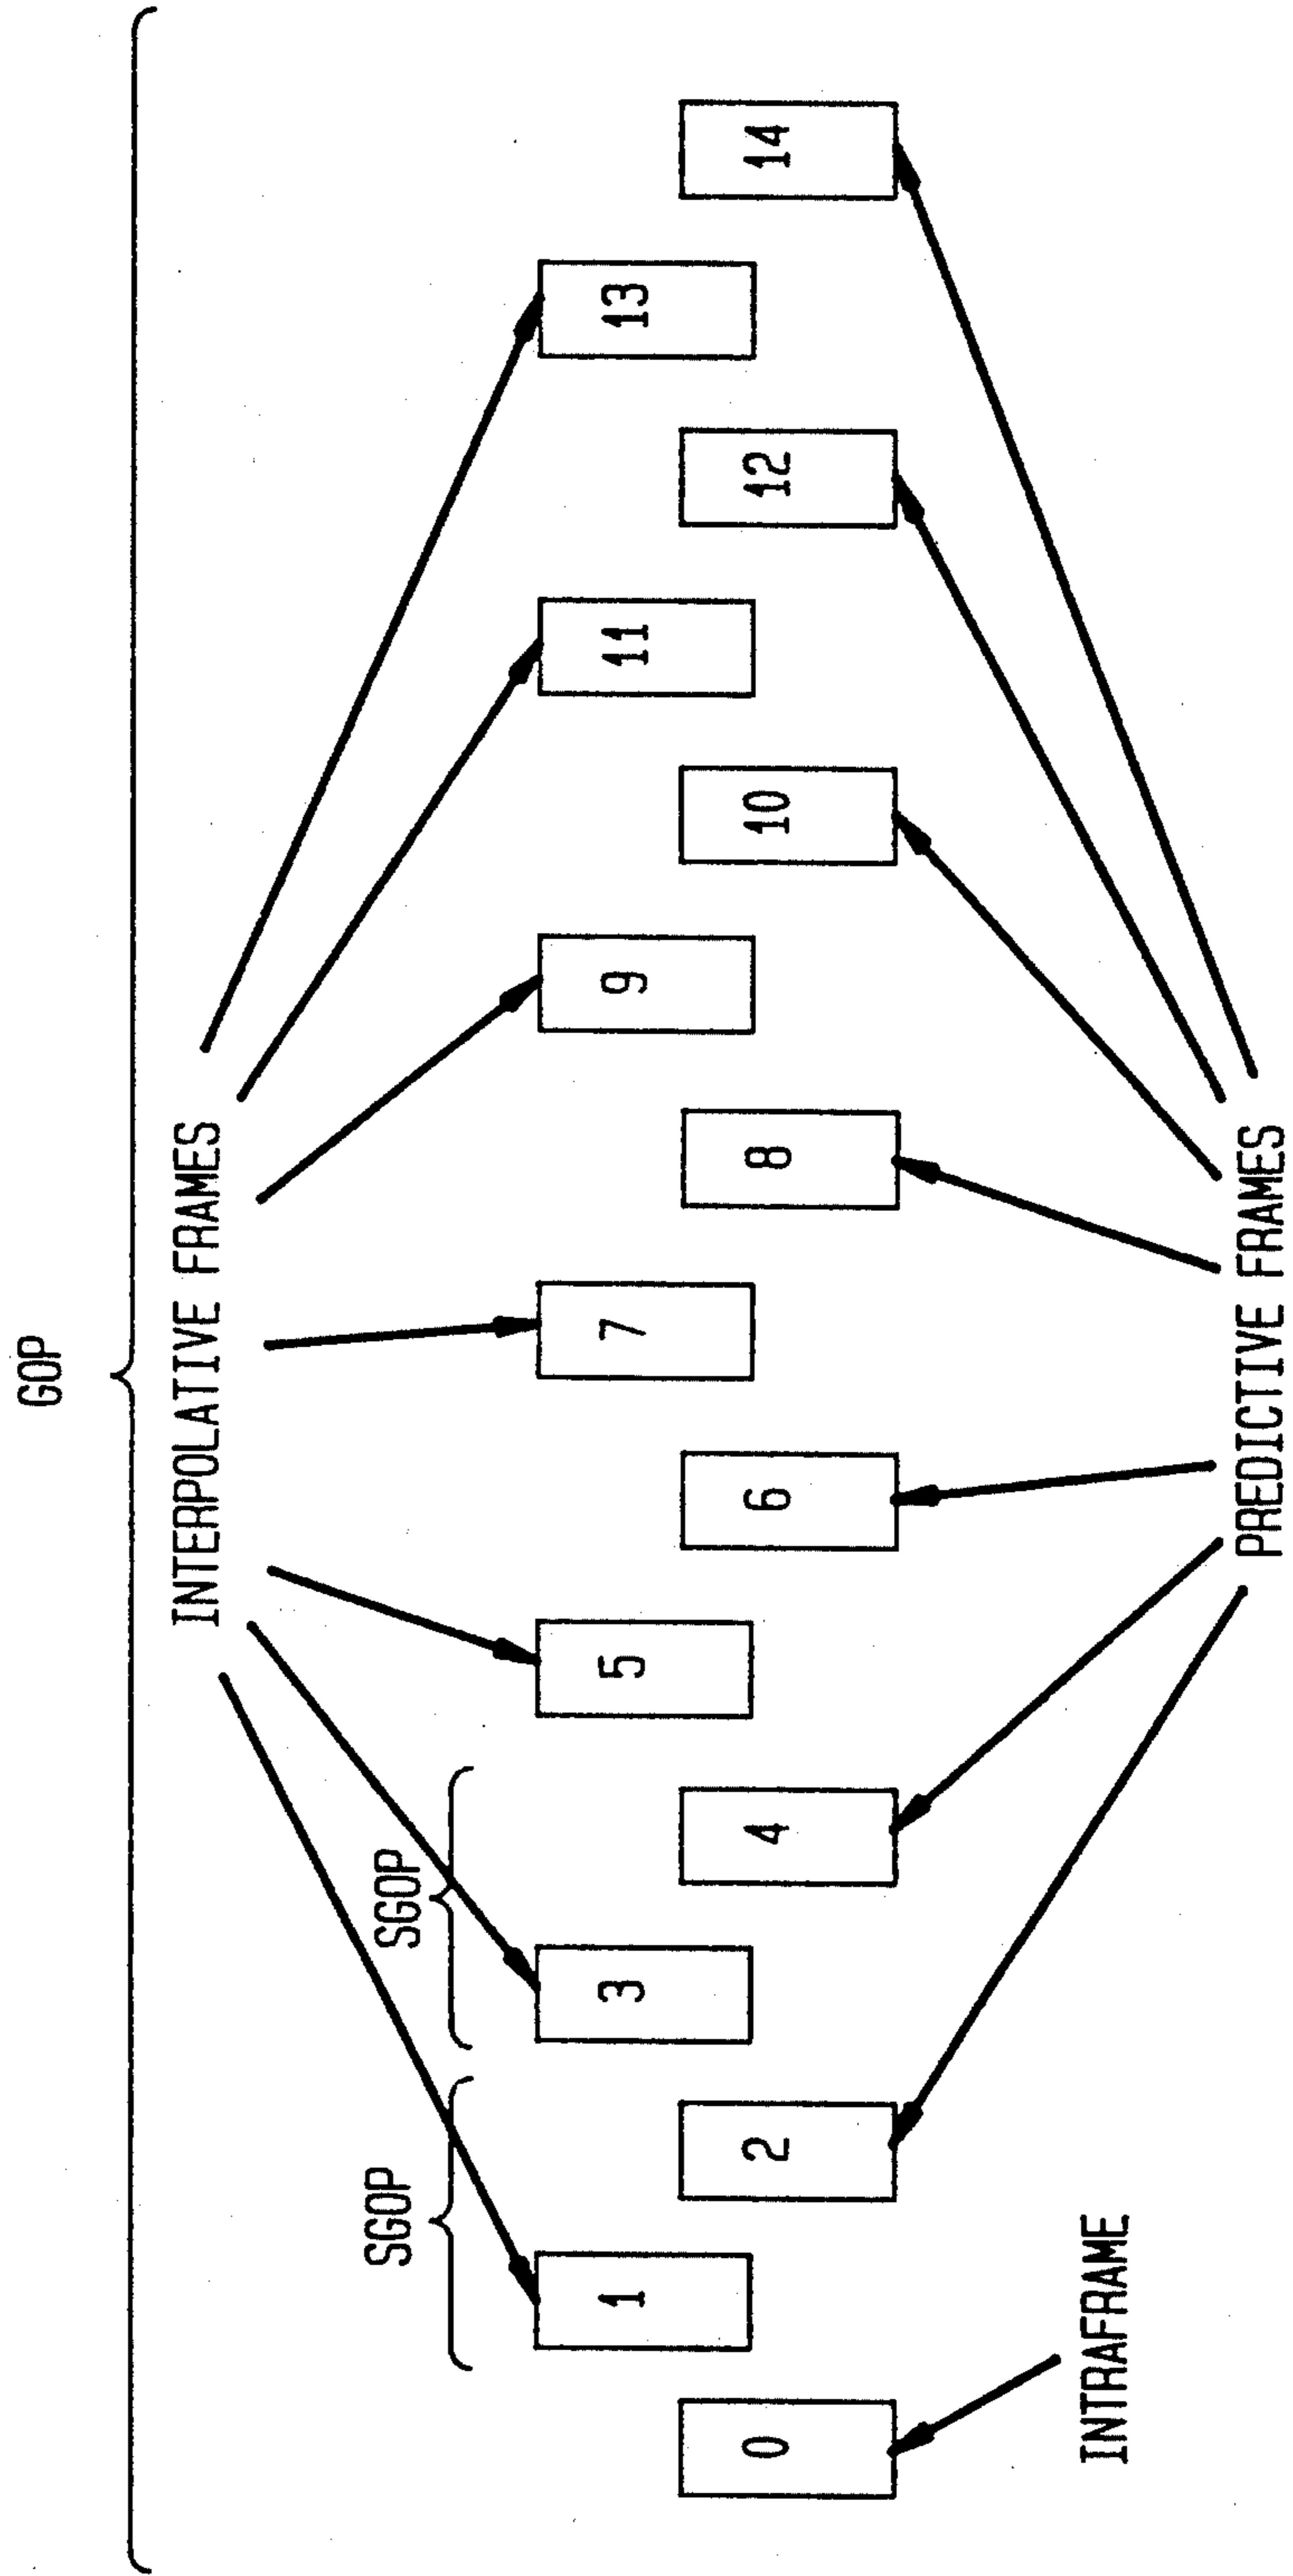 GOP
INTERPOLATIVE FRAMES
SGOP
SGOP
1
3
5
7
9
11
13
0
2
4
6
8
10
12
14
INTRAFRAME
PREDICTIVE FRAMES